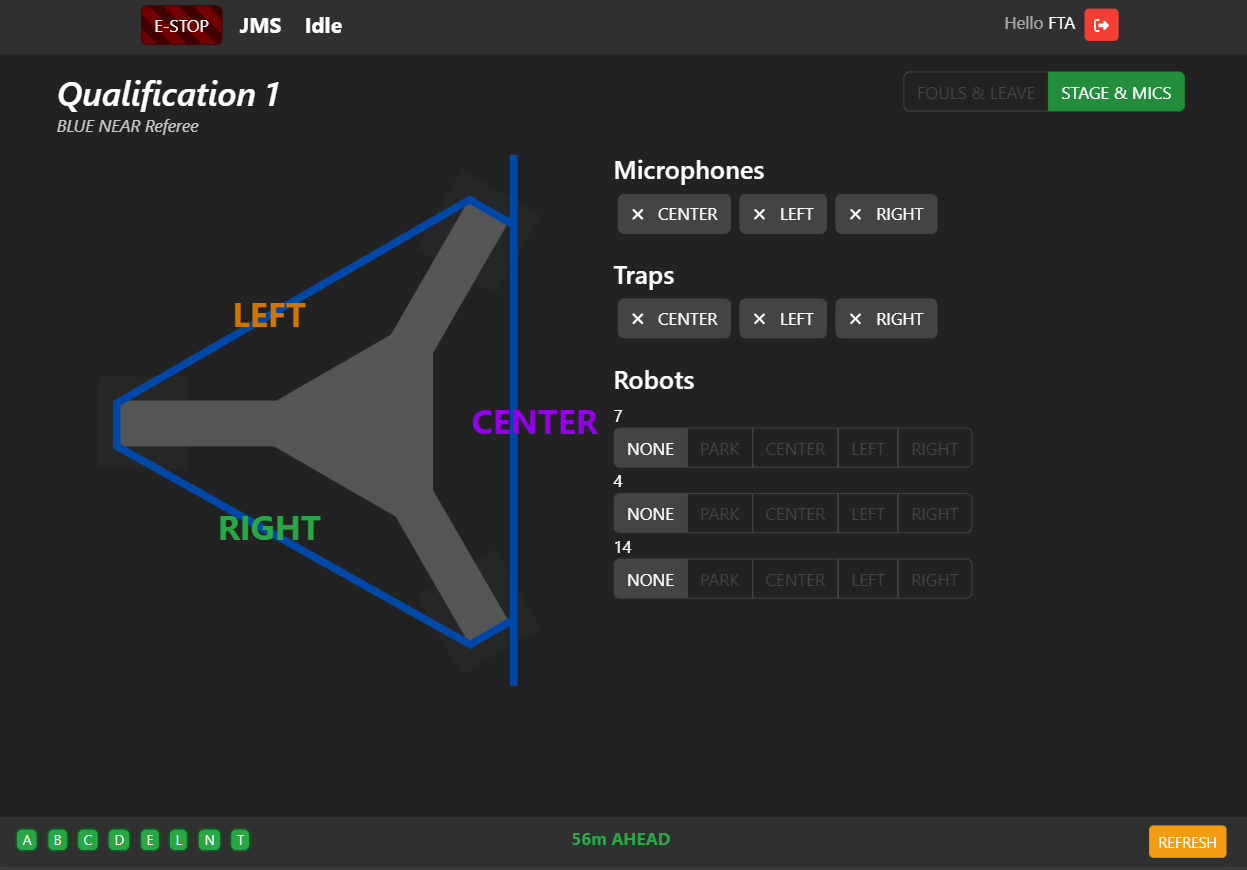 E-STOP JMS Idle Hello FTA
Qualification 1
BLUE NEAR Referee
FOULS & LEAVE STAGE & MICS
LEFT
CENTER
RIGHT
Microphones
× CENTER × LEFT × RIGHT
Traps
× CENTER × LEFT × RIGHT
Robots
7
NONE PARK CENTER LEFT RIGHT
4
NONE PARK CENTER LEFT RIGHT
14
NONE PARK CENTER LEFT RIGHT
A B C D E L N T 56m AHEAD REFRESH